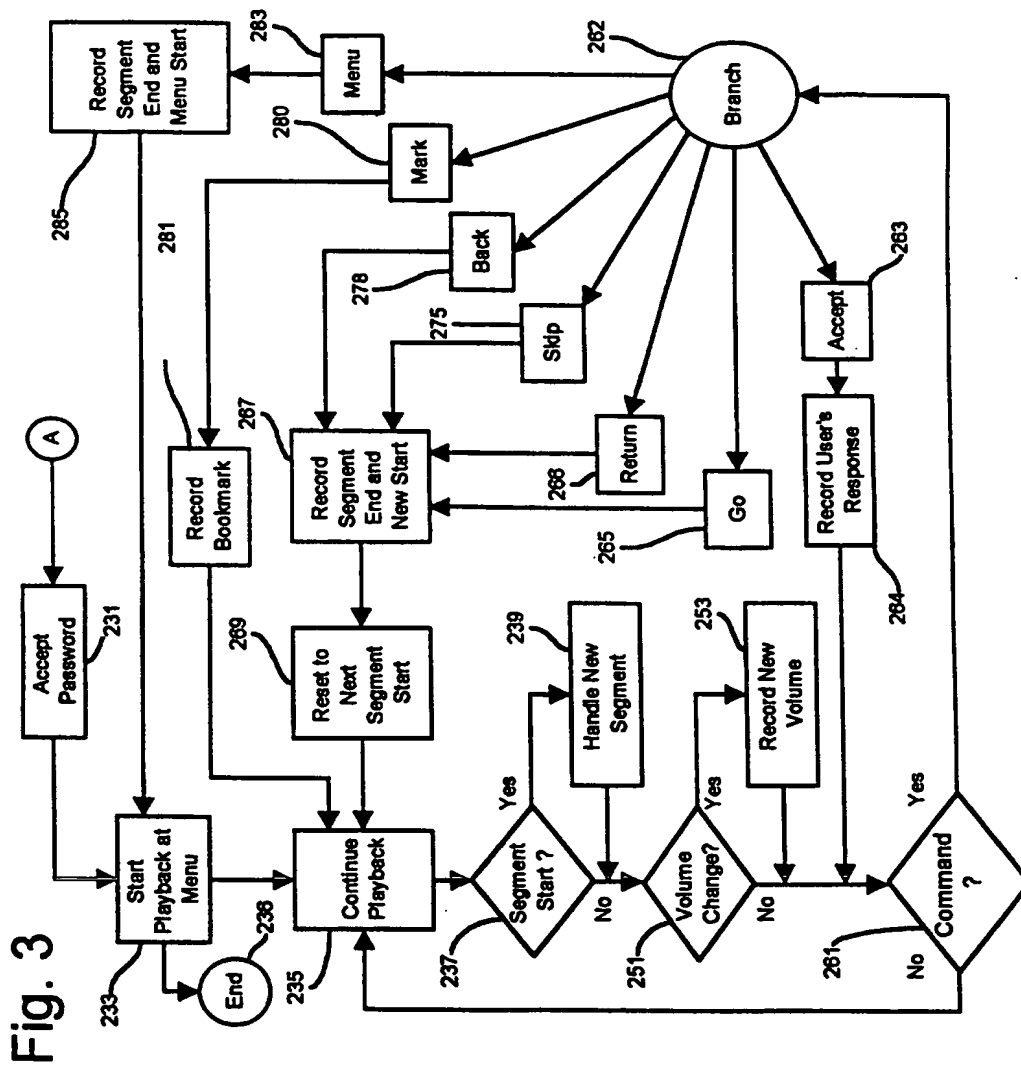 Fig. 3
A
Accept
Password
231
Start
Playback at
Menu
233
End
236
Continue
Playback
235
Record
Bookmark
281
Record
Segment
End and
Menu Start
285
Menu
283
Mark
280
Back
278
Skip
275
Return
266
Go
265
Accept
263
Record User's
Response
264
Branch
262
Record
Segment
End and
New Start
267
Reset to
Next
Segment
Start
269
Segment
Start ?
237
Yes
No
Handle New
Segment
239
Volume
Change?
251
Yes
No
Record New
Volume
253
Command
?
261
Yes
No